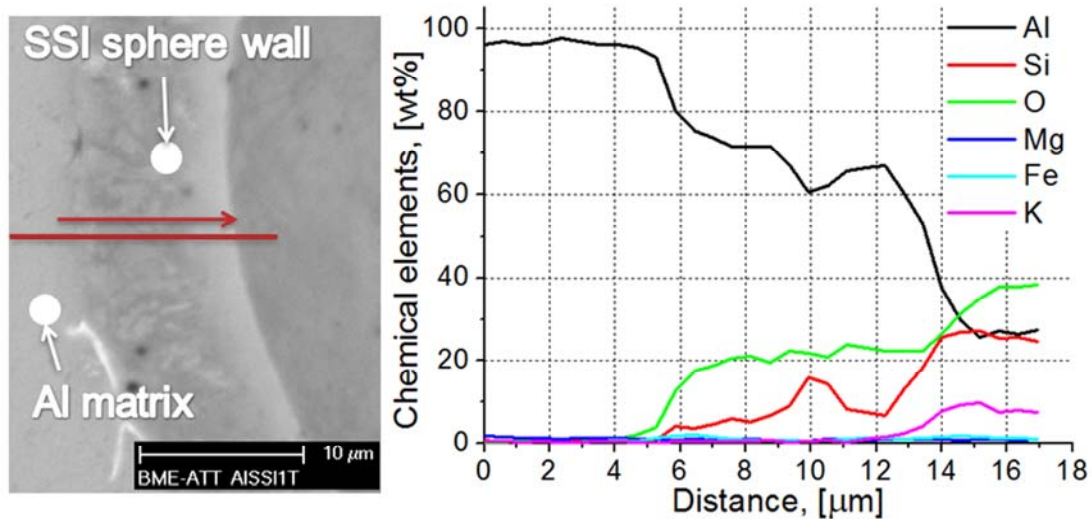 SSI sphere wall
Al matrix
10 μm
BME-ATT AlSSI1T
Chemical elements, [wt%]
100
80
60
40
20
0
0 2 4 6 8 10 12 14 16 18
Distance, [μm]
Al
Si
O
Mg
Fe
K